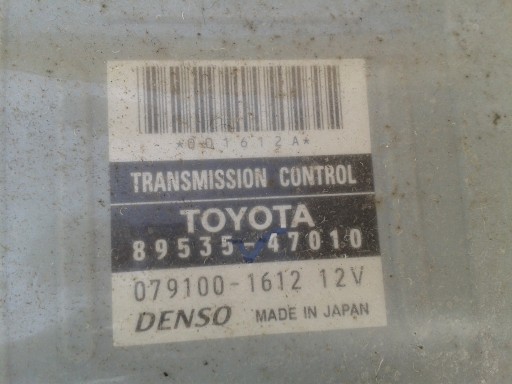 *001612A*
TRANSMISSION CONTROL
TOYOTA
89535-47010
079100-1612 12V
DENSO MADE IN JAPAN